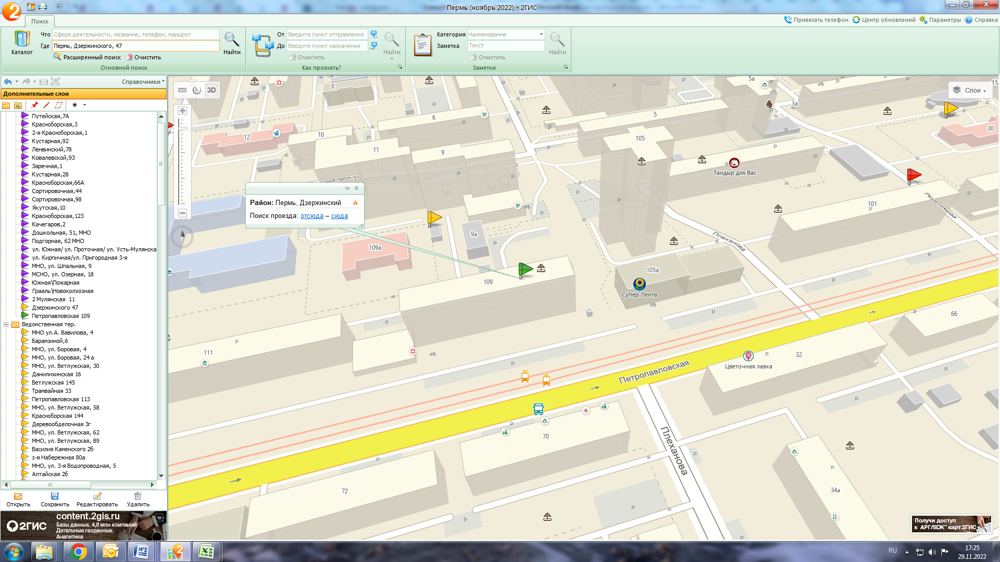 Пермь (ноябрь 2022) - 2ГИС
Поиск
Привязать телефон
Центр обновлений
Параметры
Справка
Каталог
Что
Сфера деятельности, название, телефон, маршрут
Где
Пермь, Дзержинского, 47
Расширенный поиск
Очистить
Найти
Основной поиск
От
Введите пункт отправления
До
Введите пункт назначения
Очистить
Найти
Как проехать?
Категория
Наименование
Заметка
Текст
Очистить
Найти
Заметки
Справочники
Дополнительные слои
Путейская,7А
Красноборская,3
2-я Красноборская,1
Кустарная,92
Ленвинский,78
Ковалевской,93
Заречная,1
Кустарная,28
Красноборская,66А
Сортировочная,44
Сортировочная,98
Якутская,10
Красноборская,123
Качегаров,2
Дошкольная, 51, МНО
Подгорная, 62 МНО
ул. Южная/ ул. Проточная/ ул. Усть-Мулянска
ул. Кирпичная/ул. Пригородная 3-я
МНО, ул. Шпальная, 9
МСНО, ул. Озерная, 18
Южная\Пожарная
Грааль\Новоколхозная
2 Мулянская 11
Дзержинского 47
Петропавловская 109
Ведомственная тер.
МНО ул.А. Вавилова, 4
Барамзиной,6
МНО, ул. Боровая, 4
МНО, ул. Боровая, 24 а
МНО, ул. Ветлужская, 30
Данилихинская 16
Ветлужская 145
Трамвайная 33
Петропавловская 113
МНО, ул. Ветлужская, 58
Красноборская 144
Деревообделочная 3г
МНО, ул. Ветлужская, 62
МНО, ул. Ветлужская, 89
Василия Каменского 2б
з-я Набережная 80а
МНО, ул. 3-я Водопроводная, 5
Алтайская 2б
Открыть
Сохранить
Редактировать
Удалить
2ГИС
content.2gis.ru
Базы данных. 4,8 млн компаний
Детальные геоданные.
Аналитика
18+
3D
Слои
Район: Пермь, Дзержинский
Поиск проезда: отсюда – сюда
8
6
5
5а
3
3а
15
30
12
10
11
9
105
Тандыр для Вас
101
Решетникова
9а
109а
109
105а
Супер Лента
Плеханова
66
111
32
Цветочная лавка
Петропавловская
70
Плеханова
72
34а
Получи доступ
к АРГ/SDK™ карт 2ГИС
RU
17:25
29.11.2022